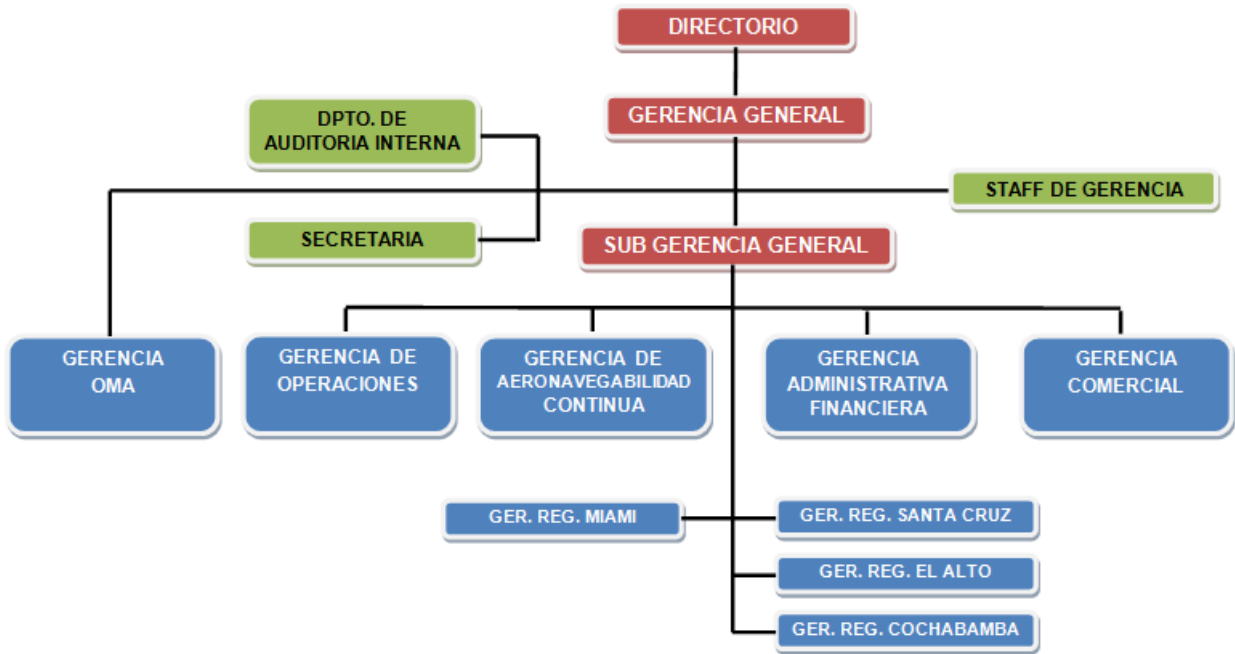 DIRECTORIO
GERENCIA GENERAL
DPTO. DE
AUDITORIA INTERNA
STAFF DE GERENCIA
SECRETARIA
SUB GERENCIA GENERAL
GERENCIA
OMA
GERENCIA DE
OPERACIONES
GERENCIA DE
AERONAVEGABILIDAD
CONTINUA
GERENCIA
ADMINISTRATIVA
FINANCIERA
GERENCIA
COMERCIAL
GER. REG. MIAMI
GER. REG. SANTA CRUZ
GER. REG. EL ALTO
GER. REG. COCHABAMBA